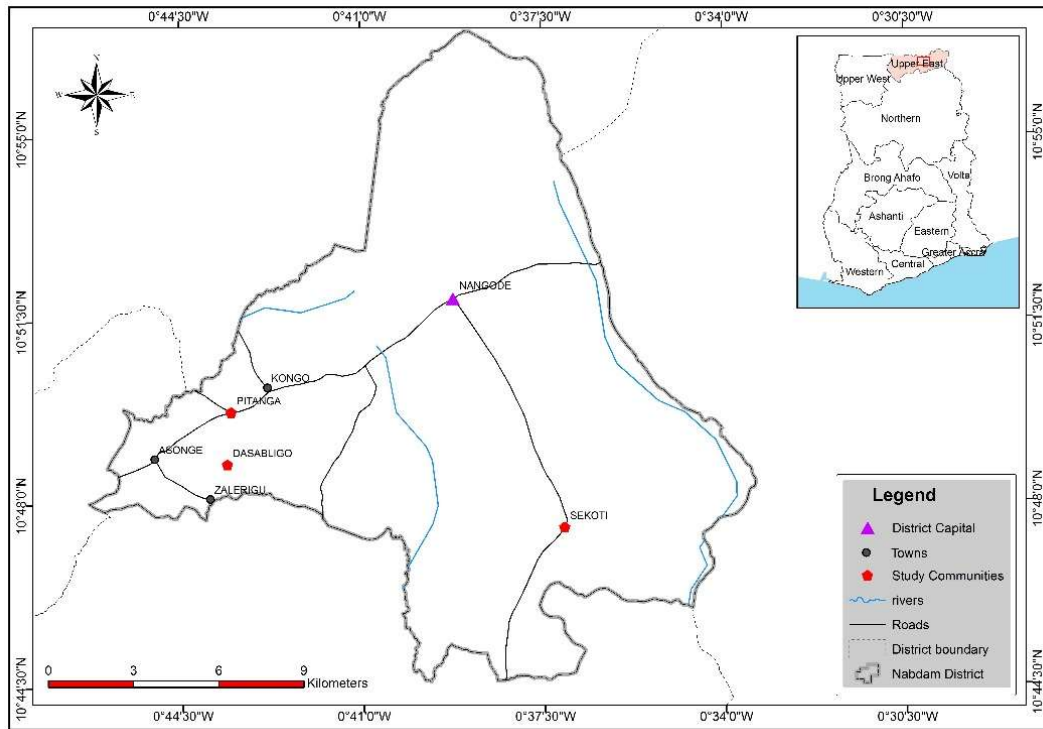 0°44'30"W
0°41'0"W
0°37'30"W
0°34'0"W
0°30'30"W
N
W
E
S
10°55'0"N
10°51'30"N
10°48'0"N
10°44'30"N
10°55'0"N
10°51'30"N
10°48'0"N
10°44'30"N
Upper East
Upper West
Northern
Brong Ahafo
Volta
Ashanti
Eastern
Greater Accra
Central
Western
NANGODE
KONGO
PITANGA
ASONGE
DASABLIGO
ZALERIGU
SEKOTI
Legend
District Capital
Towns
Study Communities
rivers
Roads
District boundary
Nabdam District
0 3 6 9
Kilometers
0°44'30"W
0°41'0"W
0°37'30"W
0°34'0"W
0°30'30"W